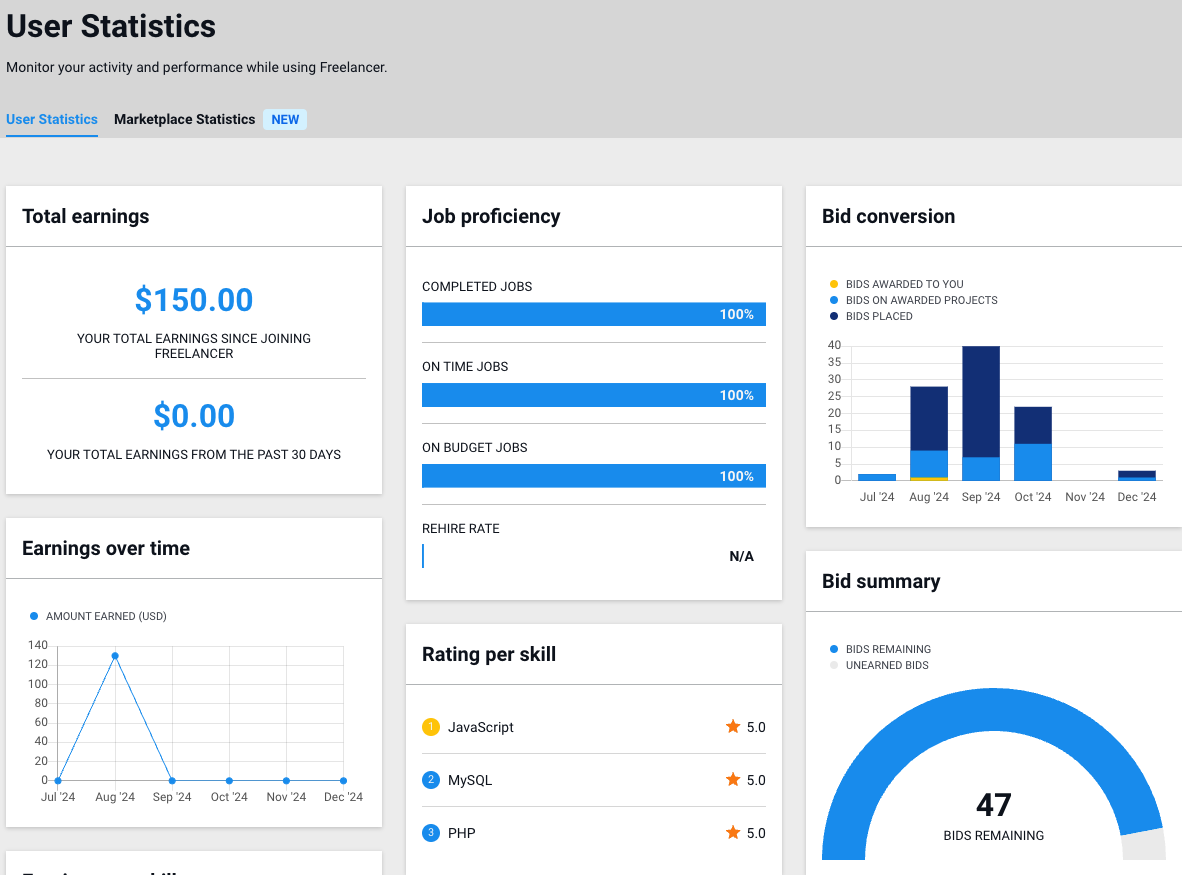 User Statistics
Monitor your activity and performance while using Freelancer.
User Statistics Marketplace Statistics NEW
Total earnings
$150.00
YOUR TOTAL EARNINGS SINCE JOINING
FREELANCER
$0.00
YOUR TOTAL EARNINGS FROM THE PAST 30 DAYS
Earnings over time
AMOUNT EARNED (USD)
140
120
100
80
60
40
20
0
Jul '24 Aug '24 Sep '24 Oct '24 Nov '24 Dec '24
Job proficiency
COMPLETED JOBS
100%
ON TIME JOBS
100%
ON BUDGET JOBS
100%
REHIRE RATE
N/A
Rating per skill
1 JavaScript 5.0
2 MySQL 5.0
3 PHP 5.0
Bid conversion
BIDS AWARDED TO YOU
BIDS ON AWARDED PROJECTS
BIDS PLACED
40
35
30
25
20
15
10
5
0
Jul '24 Aug '24 Sep '24 Oct '24 Nov '24 Dec '24
Bid summary
BIDS REMAINING
UNEARNED BIDS
47
BIDS REMAINING